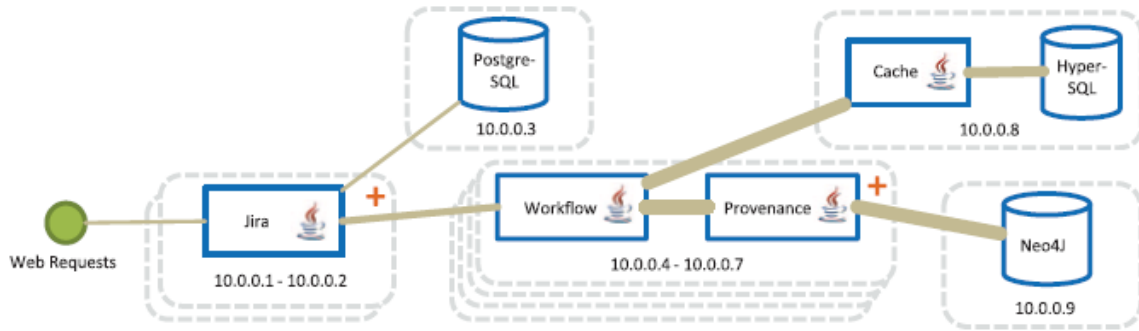 Postgre-
SQL
10.0.0.3
Cache
Hyper-
SQL
10.0.0.8
Web Requests
Jira
+
10.0.0.1 - 10.0.0.2
Workflow
Provenance
+
10.0.0.4 - 10.0.0.7
Neo4J
10.0.0.9